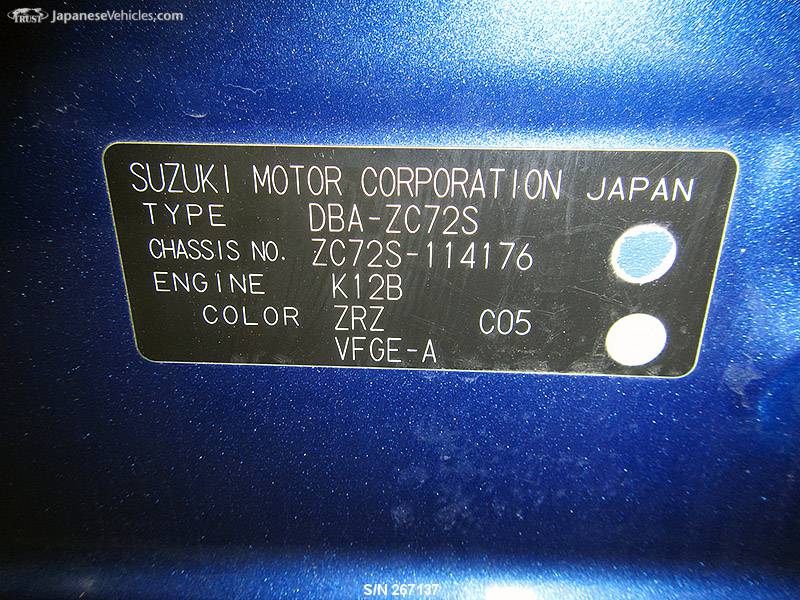 TRUST JapaneseVehicles.com
SUZUKI MOTOR CORPORATION JAPAN
TYPE DBA-ZC72S
CHASSIS NO. ZC72S-114176
ENGINE K12B
COLOR ZRZ C05
VFGE-A
S/N 267137